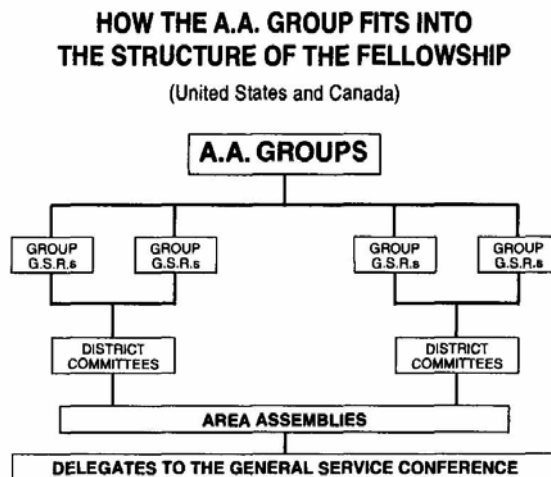 HOW THE A.A. GROUP FITS INTO
THE STRUCTURE OF THE FELLOWSHIP
(United States and Canada)
A.A. GROUPS
GROUP
G.S.R.s
GROUP
G.S.R.s
GROUP
G.S.R.s
GROUP
G.S.R.s
DISTRICT
COMMITTEES
DISTRICT
COMMITTEES
AREA ASSEMBLIES
DELEGATES TO THE GENERAL SERVICE CONFERENCE